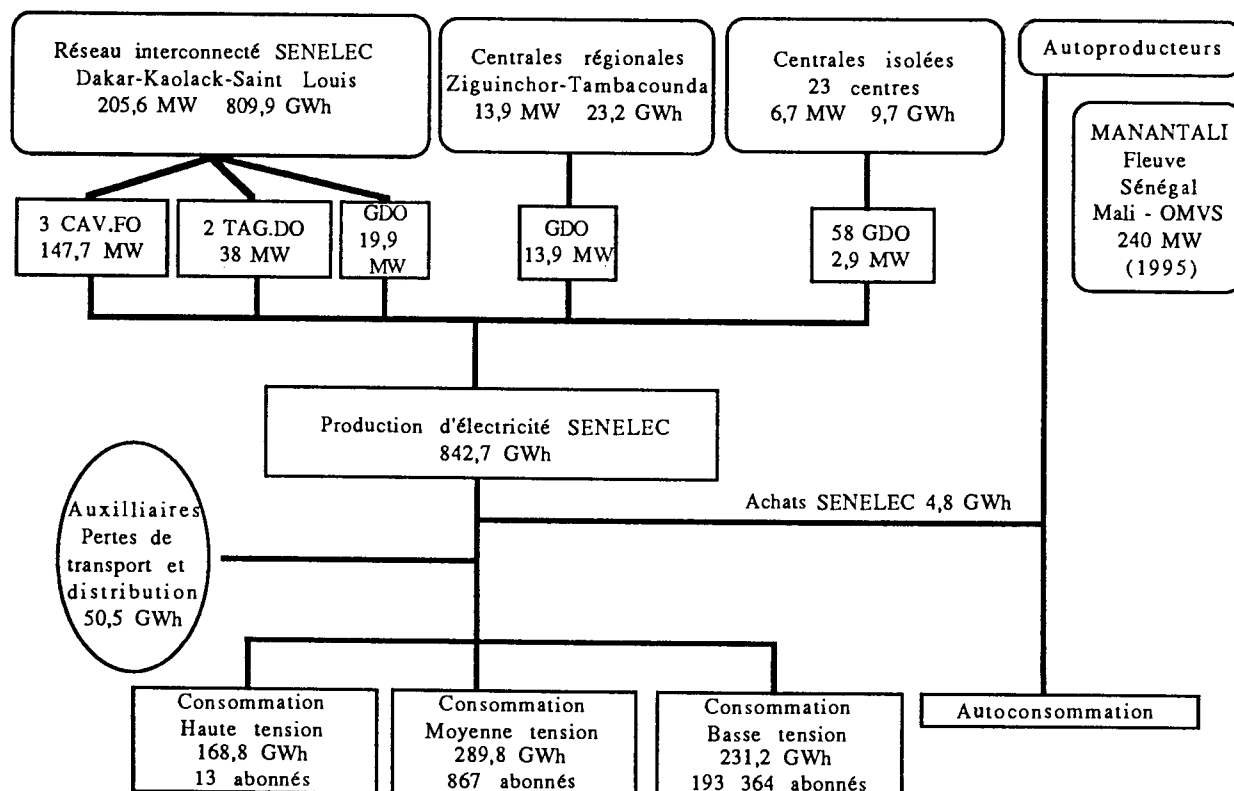 Réseau interconnecté SENELEC
Dakar-Kaolack-Saint Louis
205,6 MW 809,9 GWh
Centrales régionales
Ziguinchor-Tambacounda
13,9 MW 23,2 GWh
Centrales isolées
23 centres
6,7 MW 9,7 GWh
Autoproducteurs
MANANTALI
Fleuve
Sénégal
Mali - OMVS
240 MW
(1995)
3 CAV.FO
147,7 MW
2 TAG.DO
38 MW
GDO
19,9
MW
GDO
13,9 MW
58 GDO
2,9 MW
Production d'électricité SENELEC
842,7 GWh
Achats SENELEC 4,8 GWh
Auxilliaires
Pertes de
transport et
distribution
50,5 GWh
Consommation
Haute tension
168,8 GWh
13 abonnés
Consommation
Moyenne tension
289,8 GWh
867 abonnés
Consommation
Basse tension
231,2 GWh
193 364 abonnés
Autoconsommation